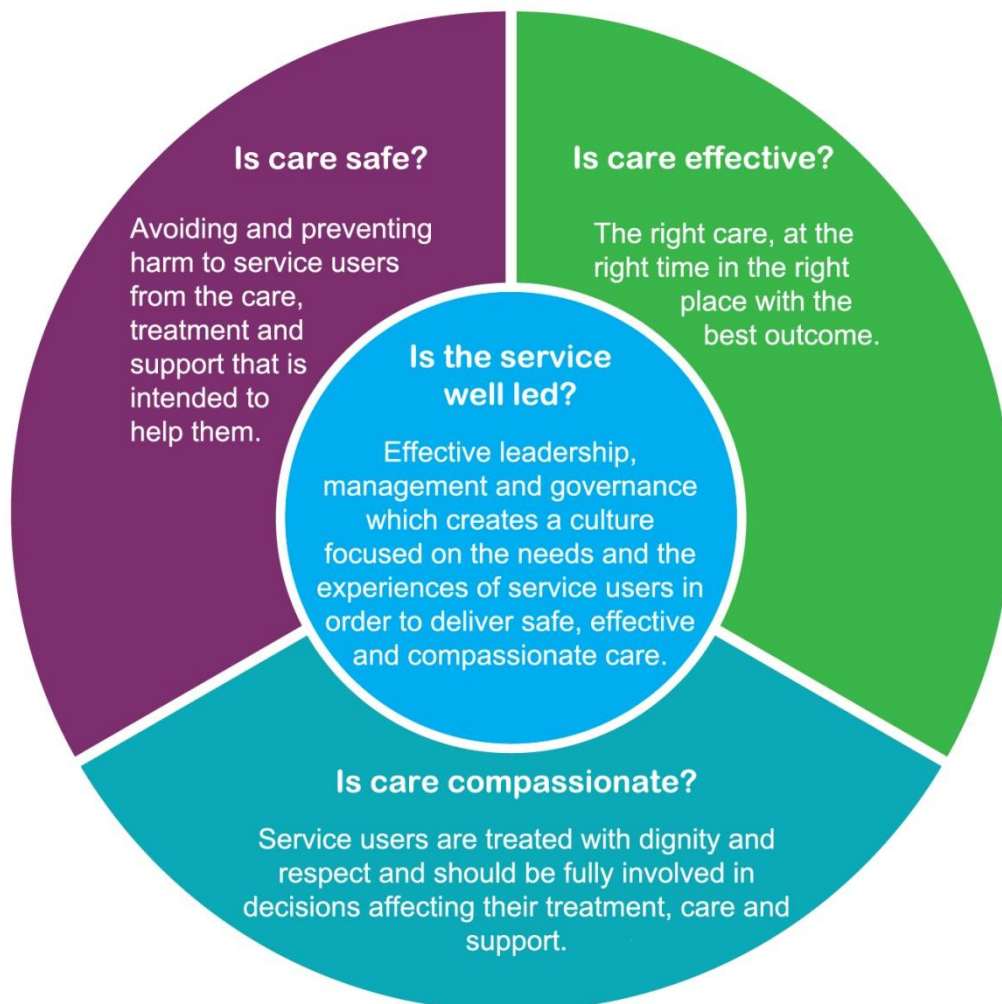 Is care safe?
Avoiding and preventing
harm to service users
from the care,
treatment and
support that is
intended to
help them.
Is care effective?
The right care, at the
right time in the right
place with the
best outcome.
Is the service
well led?
Effective leadership,
management and governance
which creates a culture
focused on the needs and the
experiences of service users in
order to deliver safe, effective
and compassionate care.
Is care compassionate?
Service users are treated with dignity and
respect and should be fully involved in
decisions affecting their treatment, care and
support.